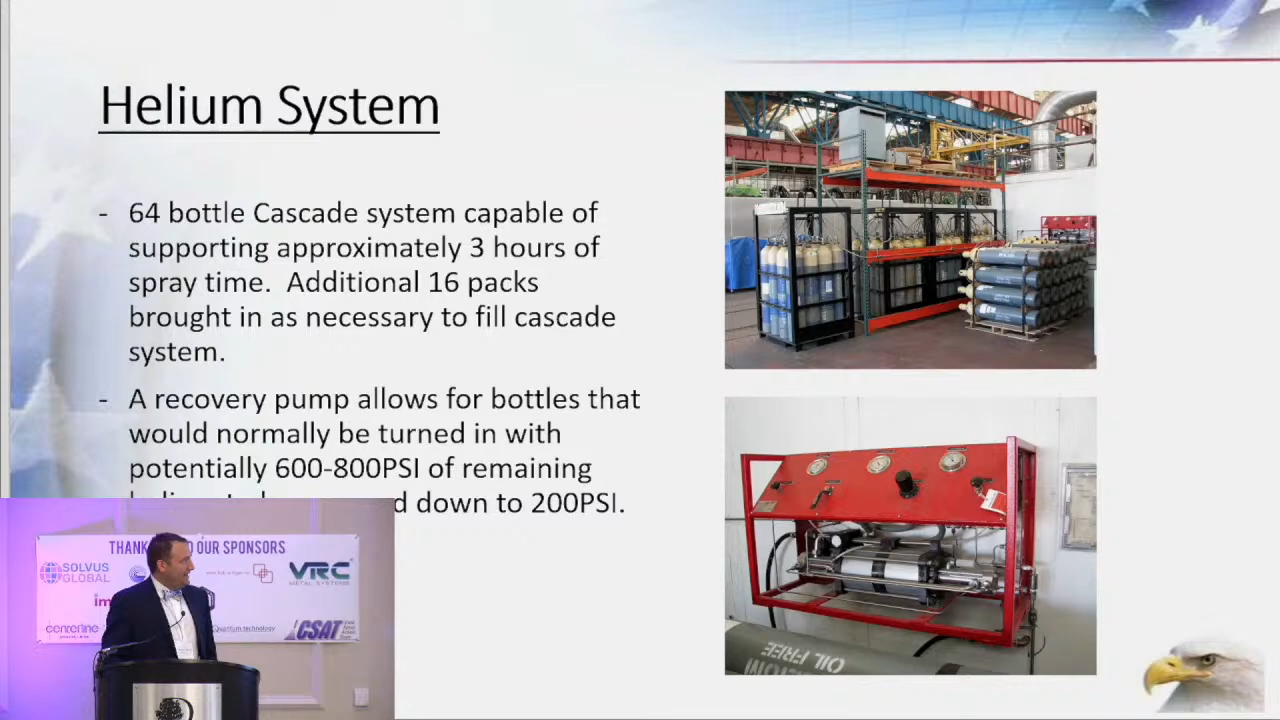 Helium System
- 64 bottle Cascade system capable of
supporting approximately 3 hours of
spray time. Additional 16 packs
brought in as necessary to fill cascade
system.
- A recovery pump allows for bottles that
would normally be turned in with
potentially 600-800PSI of remaining
down to 200PSI.
OIL FREE
THANK OUR SPONSORS
SOLVUS
GLOBAL
VRC
METAL SYSTEMS
im
centerline
Quantum technology
CSAT